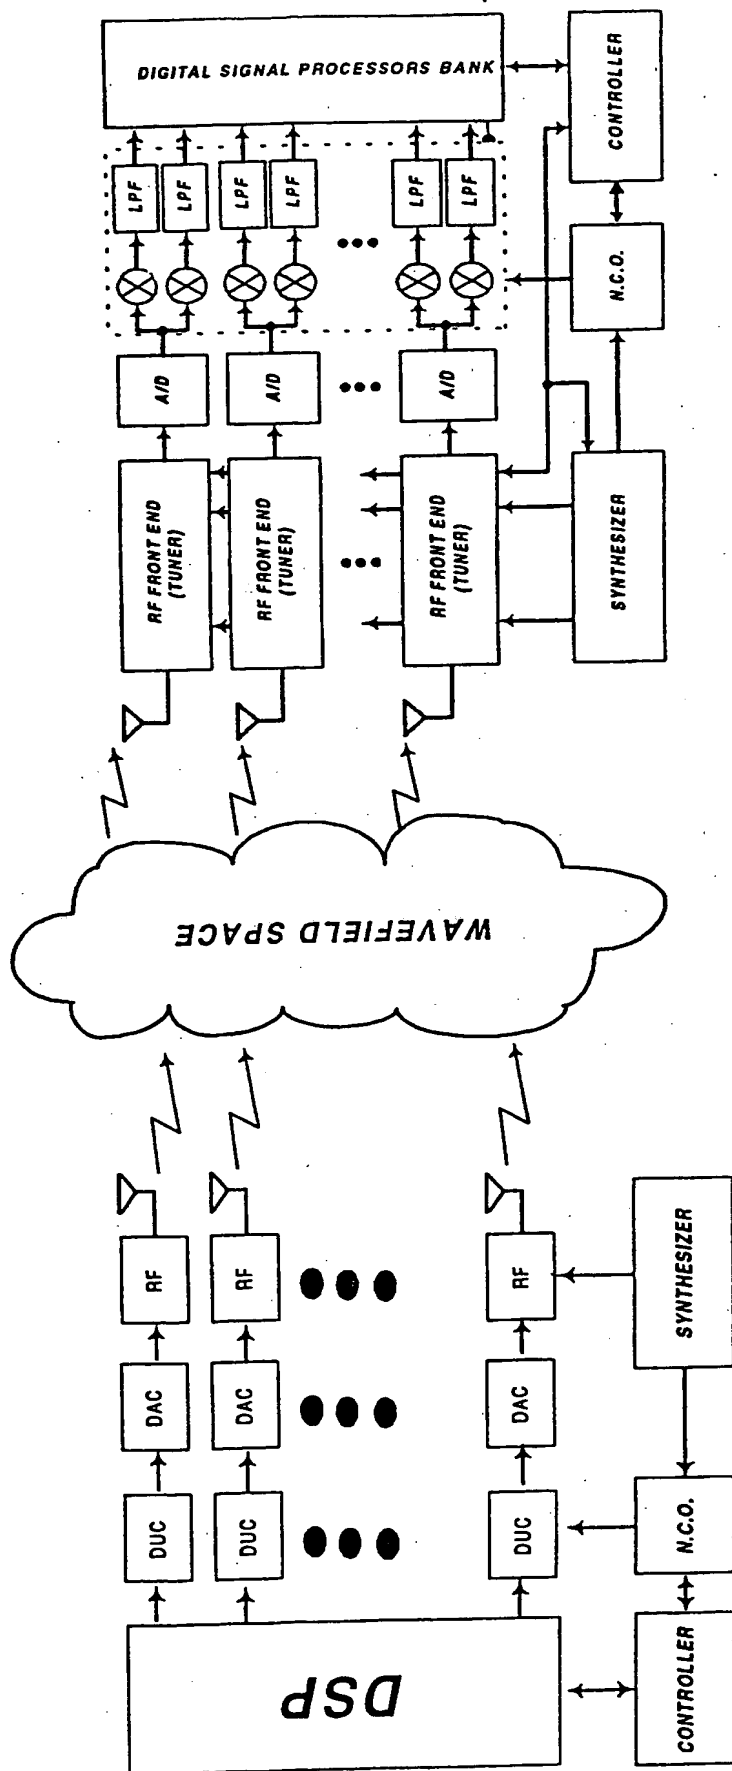 DSP
DUC
DAC
RF
DUC
DAC
RF
DUC
DAC
RF
CONTROLLER
N.C.O.
SYNTHESIZER
WAVEFIELD SPACE
RF FRONT END
(TUNER)
A/D
LPF
LPF
RF FRONT END
(TUNER)
A/D
LPF
LPF
RF FRONT END
(TUNER)
A/D
LPF
LPF
DIGITAL SIGNAL PROCESSORS BANK
SYNTHESIZER
N.C.O.
CONTROLLER